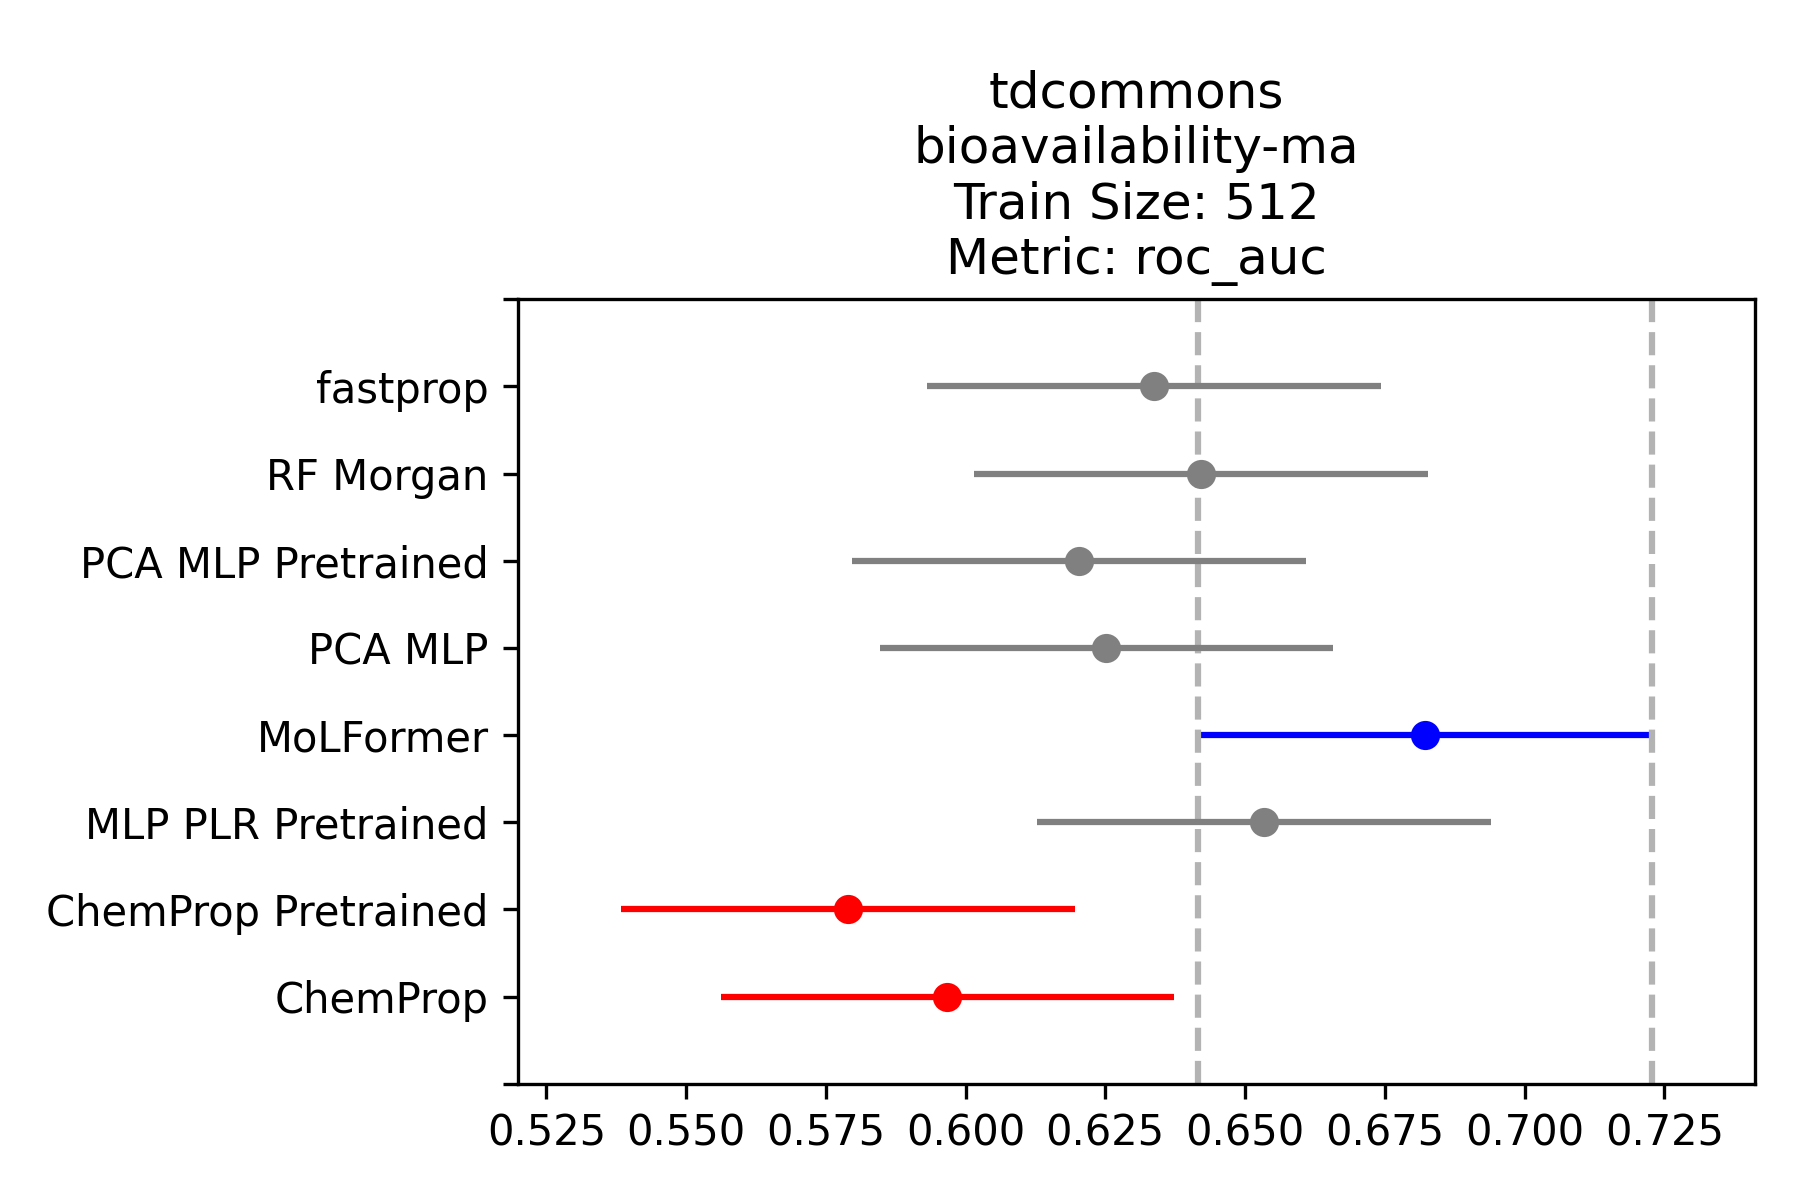 tdcommons
bioavailability-ma
Train Size: 512
Metric: roc_auc
fastprop
RF Morgan
PCA MLP Pretrained
PCA MLP
MoLFormer
MLP PLR Pretrained
ChemProp Pretrained
ChemProp
0.525 0.550 0.575 0.600 0.625 0.650 0.675 0.700 0.725